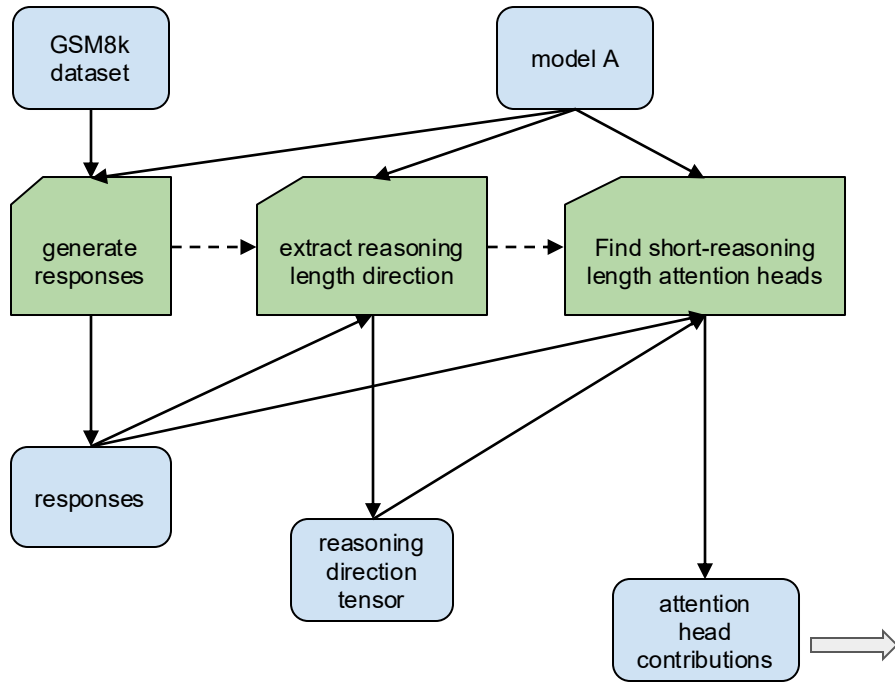 GSM8k
dataset
model A
generate
responses
extract reasoning
length direction
Find short-reasoning
length attention heads
responses
reasoning
direction
tensor
attention
head
contributions